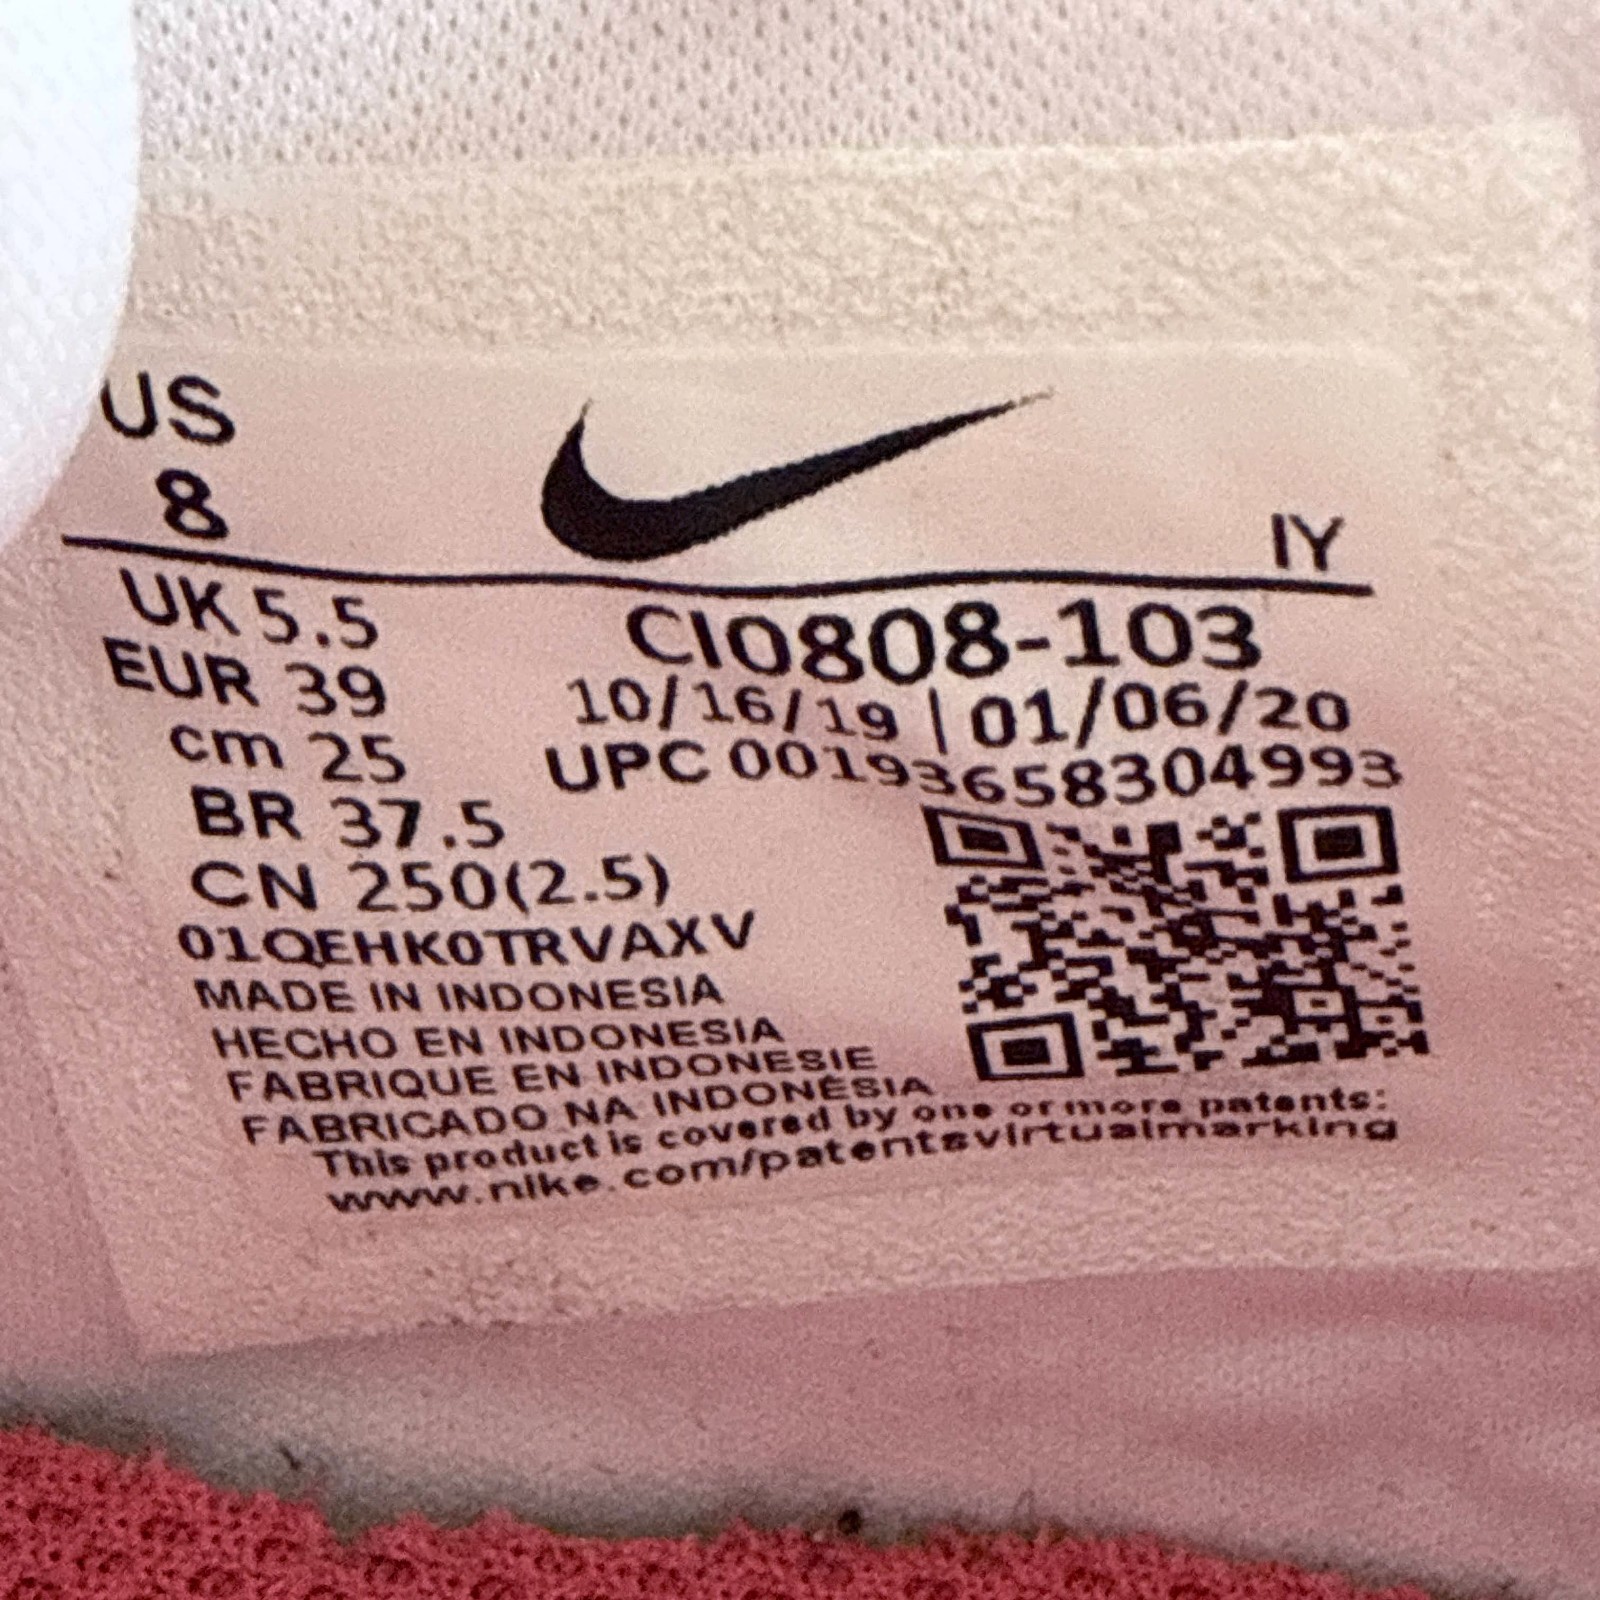 US
8
IY
UK 5.5
EUR 39
cm 25
BR 37.5
CN 250(2.5)
CI0808-103
10/16/19 | 01/06/20
UPC 00193658304993
01QEHK0TRVAXV
MADE IN INDONESIA
HECHO EN INDONESIA
FABRIQUE EN INDONESIE
FABRICADO NA INDONÉSIA
This product is covered by one or more patents:
www.nike.com/patentsvirtualmarking